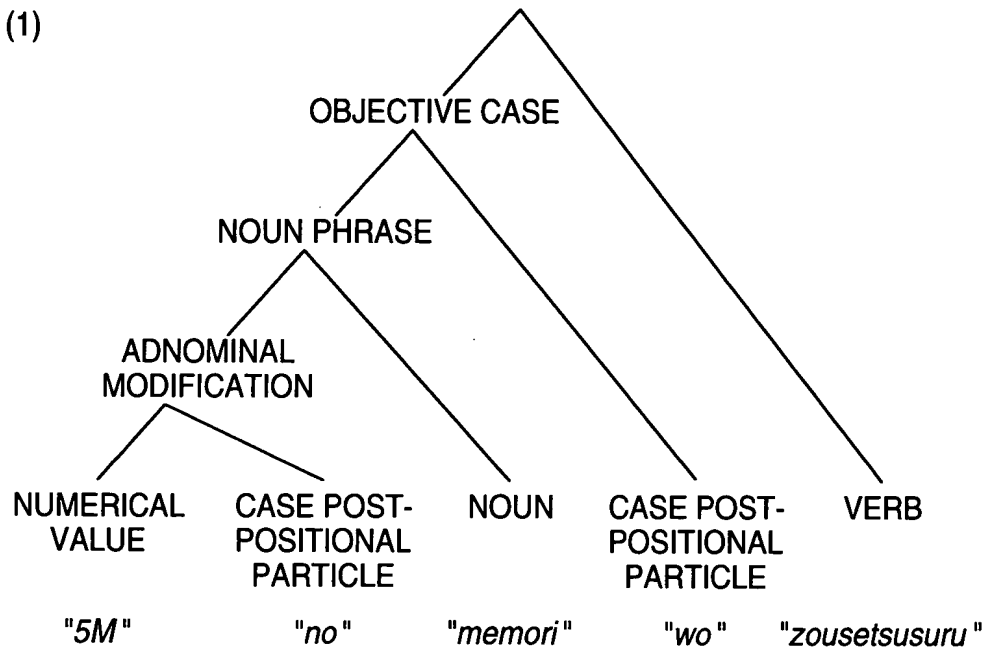 (1)
OBJECTIVE CASE
NOUN PHRASE
ADNOMINAL
MODIFICATION
NUMERICAL
VALUE
CASE POST-
POSITIONAL
PARTICLE
NOUN
CASE POST-
POSITIONAL
PARTICLE
VERB
"5M" "no" "memori" "wo" "zousetsusuru"